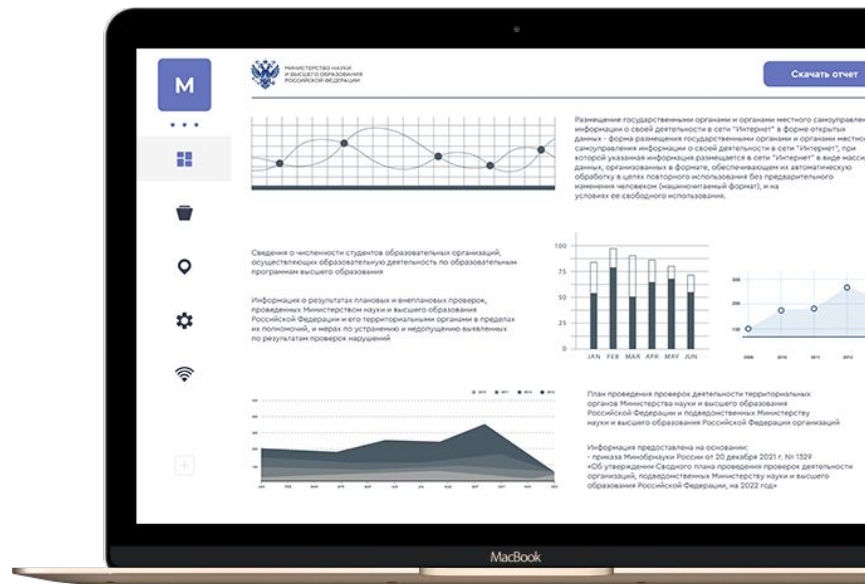 М
МИНИСТЕРСТВО НАУКИ
И ВЫСШЕГО ОБРАЗОВАНИЯ
РОССИЙСКОЙ ФЕДЕРАЦИИ
Скачать отчет
Размещение государственными органами и органами местного
информации о своей деятельности в сети "Интернет" в форме открытых
данных - форма размещения государственными органами и органами
самоуправления информации о своей деятельности в сети "Интернет", при
которой указанная информация размещается в сети "Интернет" в виде
данных, организованных в формате, обеспечивающем их автоматическую
обработку в целях повторного использования без предварительного
изменения человеком (машиночитаемый формат), и на
условиях ее свободного использования.
Сведения о численности студентов образовательных организаций,
осуществляющих образовательную деятельность по образовательным
программам высшего образования
Информация о результатах плановых и внеплановых проверок,
проведенных Министерством науки и высшего образования
Российской Федерации и его территориальными органами в пределах
их полномочий, и мерах по устранению и недопущению выявленных
по результатам проверок нарушений
100
75
50
25
0
JAN FEB MAR APR MAY JUN
300
200
100
2009 2010 2011 2012
План проведения проверок деятельности территориальных
органов Министерства науки и высшего образования
Российской Федерации и подведомственных Министерству
науки и высшего образования Российской Федерации организаций
Информация предоставлена на основании:
- приказа Минобрнауки России от 20 декабря 2021 г. № 1329
«Об утверждении Сводного плана проведения проверок деятельности
организаций, подведомственных Министерству науки и высшего
образования Российской Федерации, на 2022 год»
MacBook